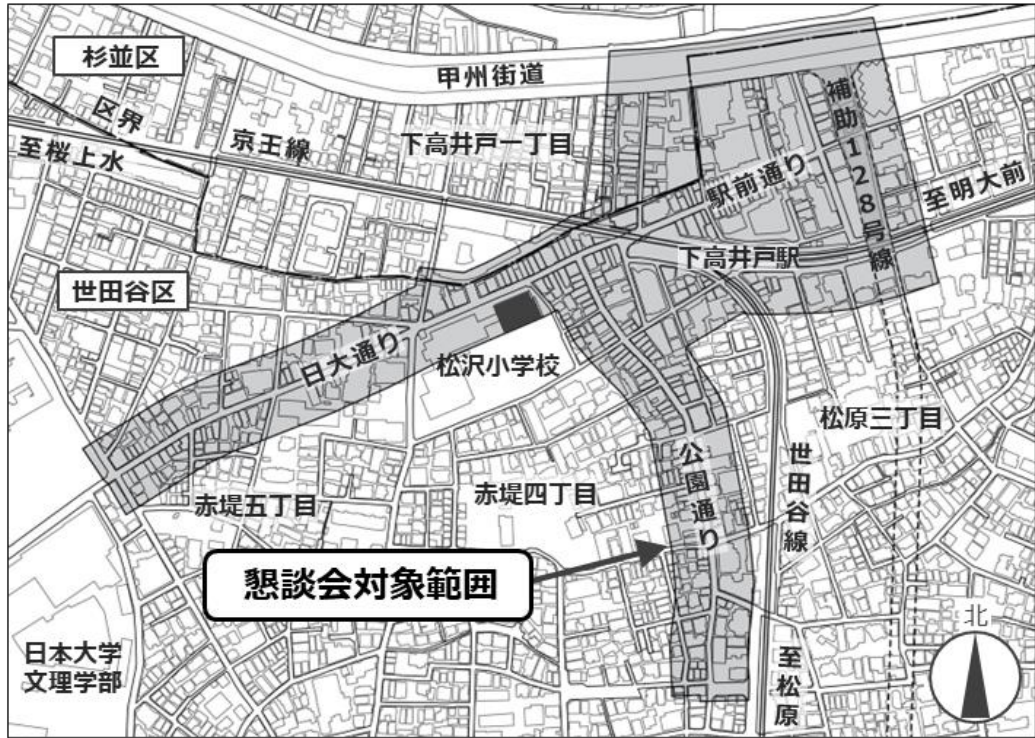 杉並区
甲州街道
区界
至桜上水
京王線
下高井戸一丁目
駅前通り
補助128号線
至明大前
下高井戸駅
世田谷区
日大通り
松沢小学校
松原三丁目
赤堤五丁目
赤堤四丁目
公園通り
世田谷線
懇談会対象範囲
日本大学
文理学部
至松原
北